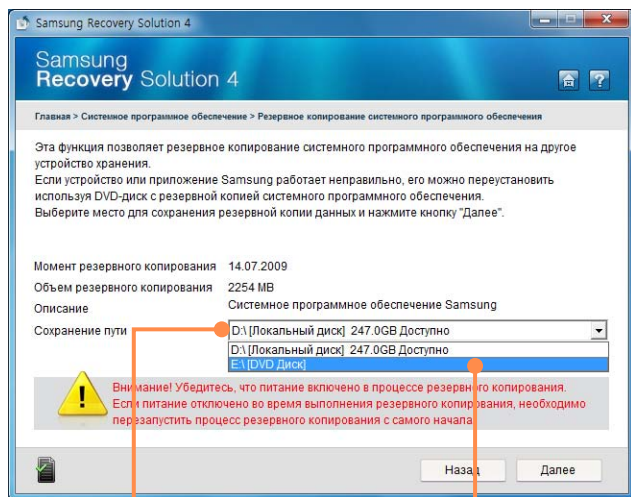 Samsung Recovery Solution 4
Samsung
Recovery Solution 4
Главная > Системное программное обеспечение > Резервное копирование системного программного обеспечения
Эта функция позволяет резервное копирование системного программного обеспечения на другое
устройство хранения.
Если устройство или приложение Samsung работает неправильно, его можно переустановить
используя DVD-диск с резервной копией системного программного обеспечения.
Выберите место для сохранения резервной копии данных и нажмите кнопку "Далее".
Момент резервного копирования 14.07.2009
Объем резервного копирования 2254 MB
Описание Системное программное обеспечение Samsung
Сохранение пути D:\ [Локальный диск] 247.0GB Доступно
D:\ [Локальный диск] 247.0GB Доступно
E:\ [DVD Диск]
Внимание! Убедитесь, что питание включено в процессе резервного копирования.
Если питание отключено во время выполнения резервного копирования, необходимо
перезапустить процесс резервного копирования с самого начала.
Назад Далее